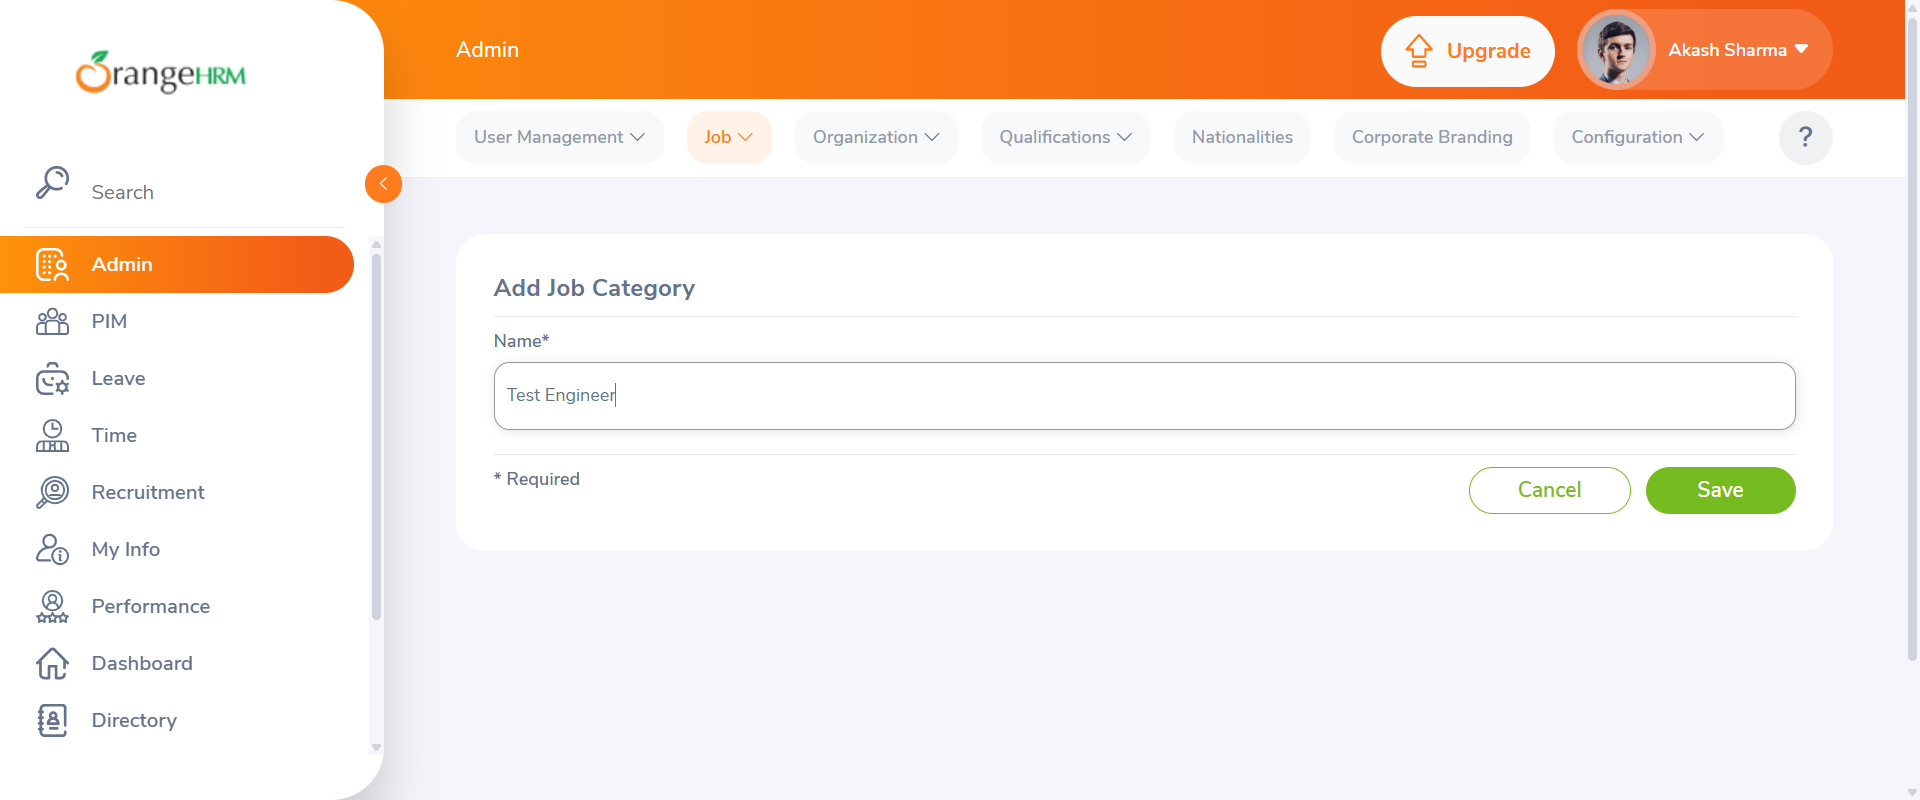 OrangeHRM
Admin
Upgrade
Akash Sharma
User Management
Job
Organization
Qualifications
Nationalities
Corporate Branding
Configuration
?
Search
Admin
PIM
Leave
Time
Recruitment
My Info
Performance
Dashboard
Directory
Add Job Category
Name*
Test Engineer
* Required
Cancel
Save